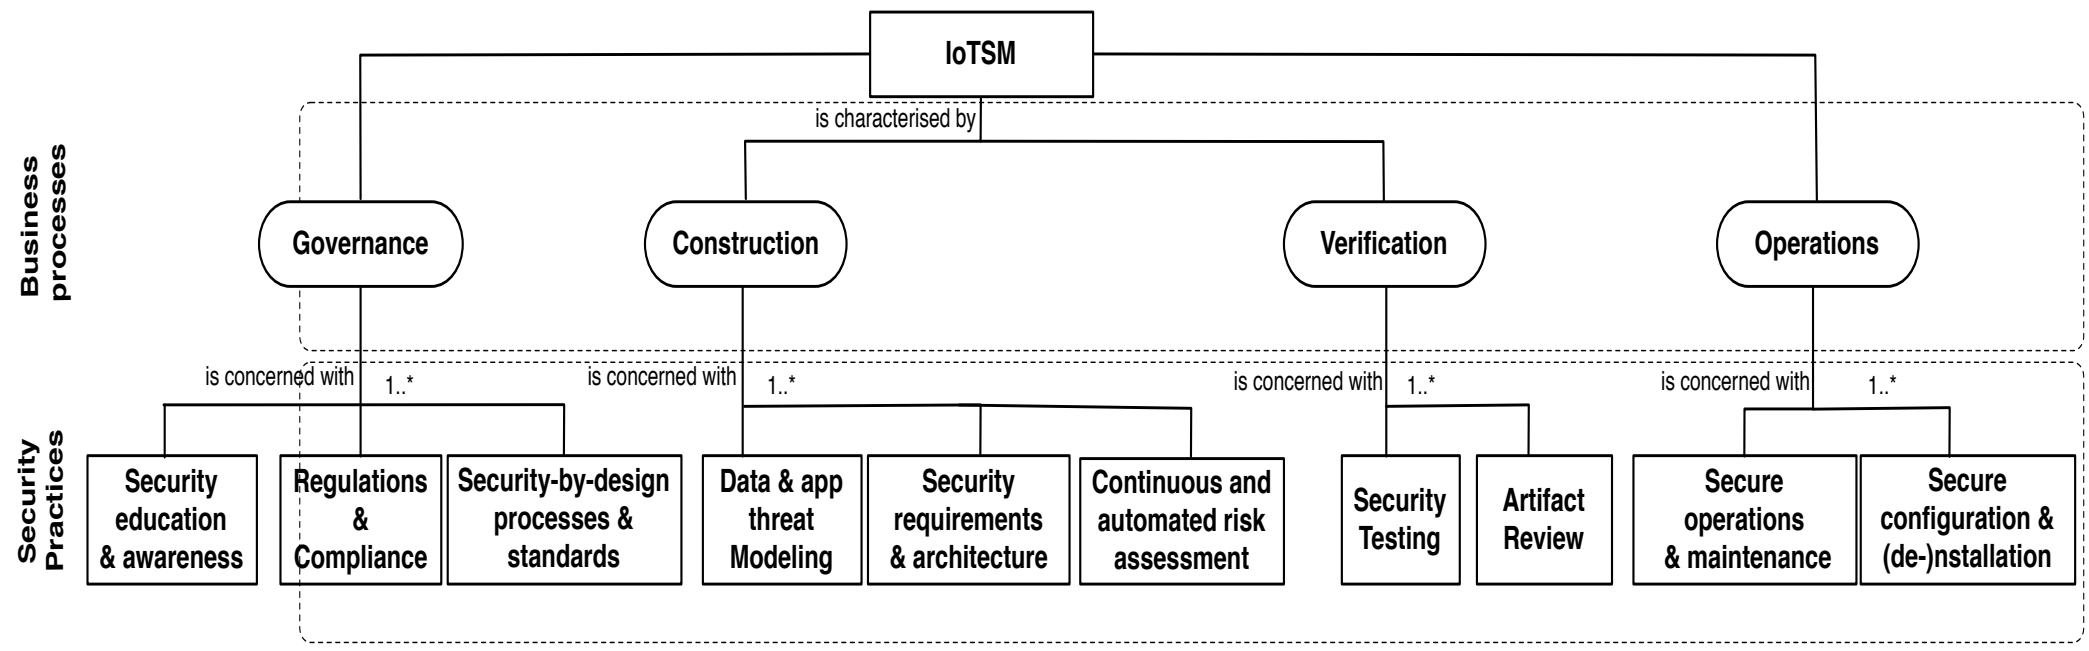 IoTSM
is characterised by
Business
processes
Governance
Construction
Verification
Operations
is concerned with
1..*
is concerned with
1..*
is concerned with
1..*
is concerned with
1..*
Security
Practices
Security
education
& awareness
Regulations
&
Compliance
Security-by-design
processes &
standards
Data & app
threat
Modeling
Security
requirements
& architecture
Continuous and
automated risk
assessment
Security
Testing
Artifact
Review
Secure
operations
& maintenance
Secure
configuration &
(de-)nstallation